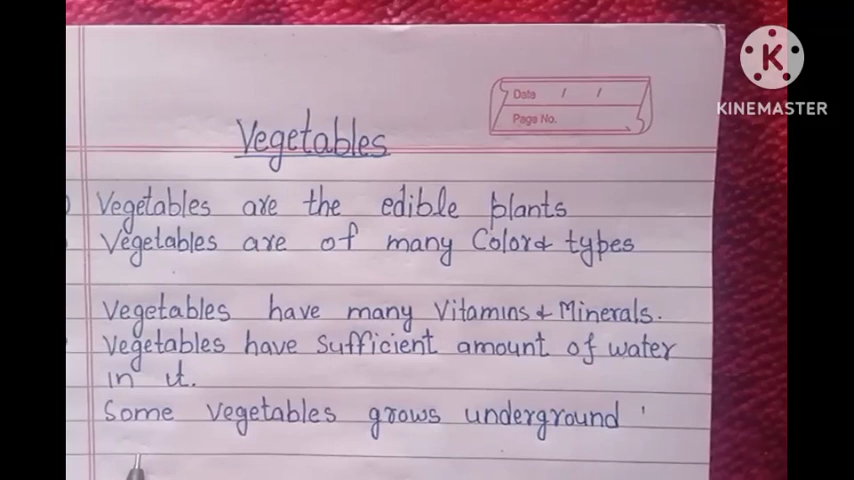 K
KINEMASTER
Date / /
Page No.
Vegetables
Vegetables are the edible plants
Vegetables are of many Color & types
Vegetables have many Vitamins & Minerals.
Vegetables have sufficient amount of water
in it.
Some vegetables grows underground